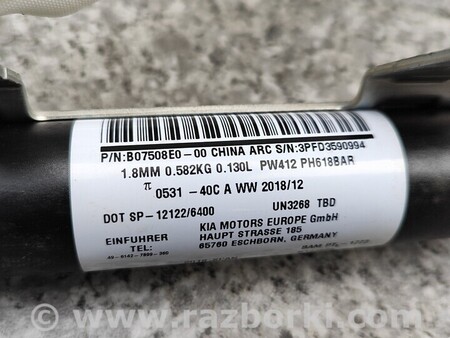 P/N:B07508E0-00 CHINA ARC S/N:3PFD3590994
1.8MM 0.582KG 0.130L PW412 PH618BAR
π 0531-40C A WW 2018/12
DOT SP-12122/6400 UN3268 TBD
EINFUHRER
TEL:
KIA MOTORS EUROPE GmbH
HAUPT STRASSE 185
65760 ESCHBORN, GERMANY
www.razborki.com